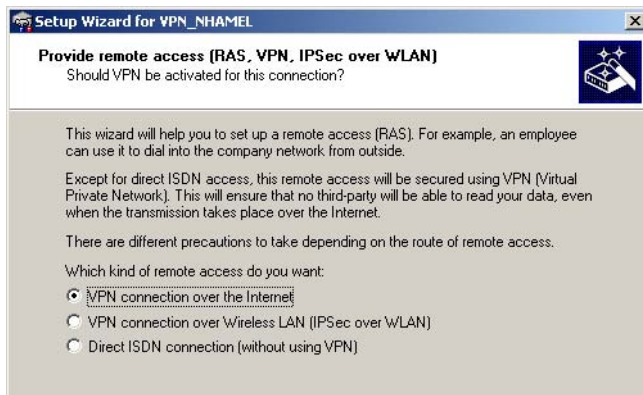 Setup Wizard for VPN_NHAMEL
Provide remote access (RAS, VPN, IPSec over WLAN)
Should VPN be activated for this connection?
This wizard will help you to set up a remote access (RAS). For example, an employee
can use it to dial into the company network from outside.
Except for direct ISDN access, this remote access will be secured using VPN (Virtual
Private Network). This will ensure that no third-party will be able to read your data, even
when the transmission takes place over the Internet.
There are different precautions to take depending on the route of remote access.
Which kind of remote access do you want:
VPN connection over the Internet
VPN connection over Wireless LAN (IPSec over WLAN)
Direct ISDN connection (without using VPN)